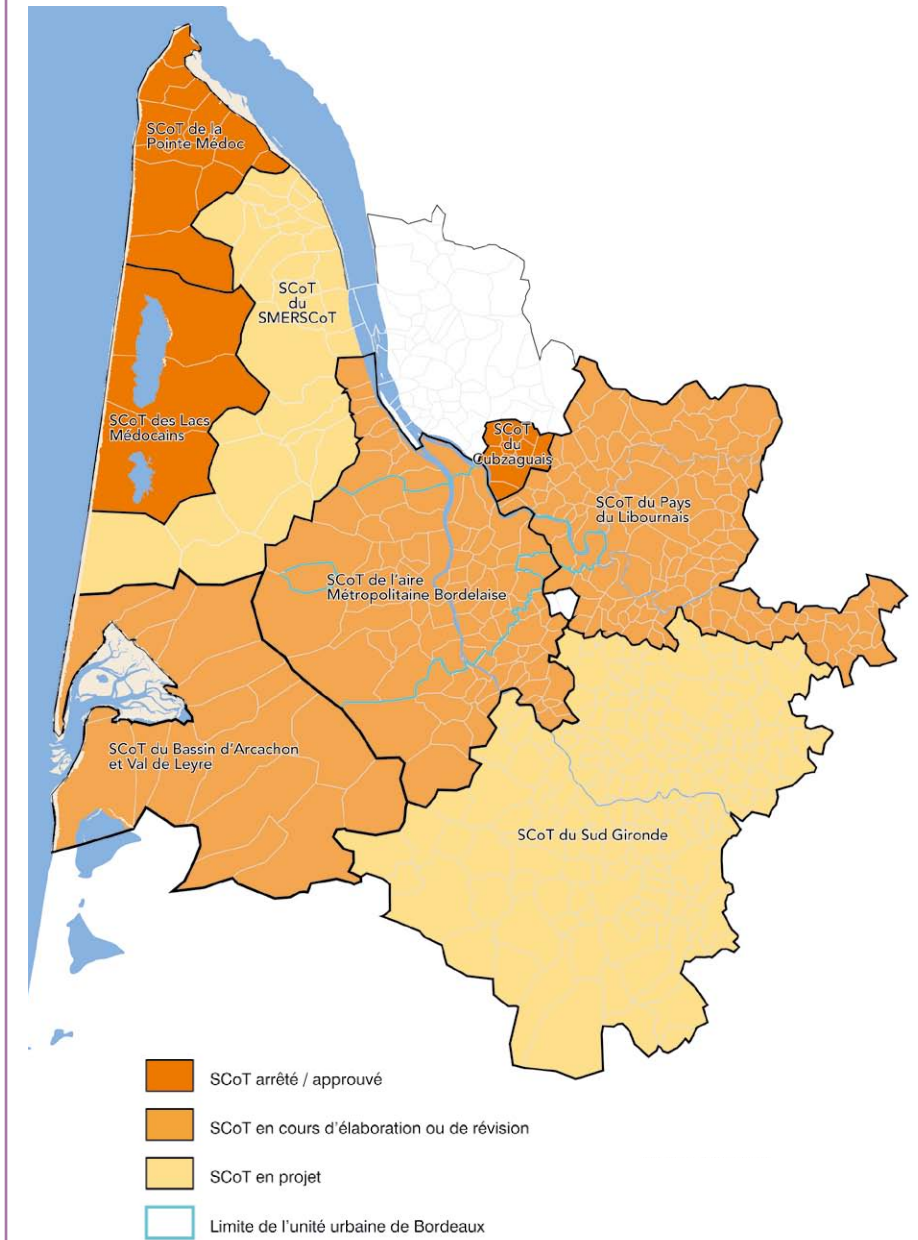 SCoT de la
Pointe Médoc
SCoT
du
SMERSCoT
SCoT des Lacs
Médocains
SCoT
du
Cubzaguais
SCoT du Pays
du Libournais
SCoT de l'aire
Métropolitaine Bordelaise
SCoT du Bassin d'Arcachon
et Val de Leyre
SCoT du Sud Gironde
SCoT arrêté / approuvé
SCoT en cours d'élaboration ou de révision
SCoT en projet
Limite de l'unité urbaine de Bordeaux